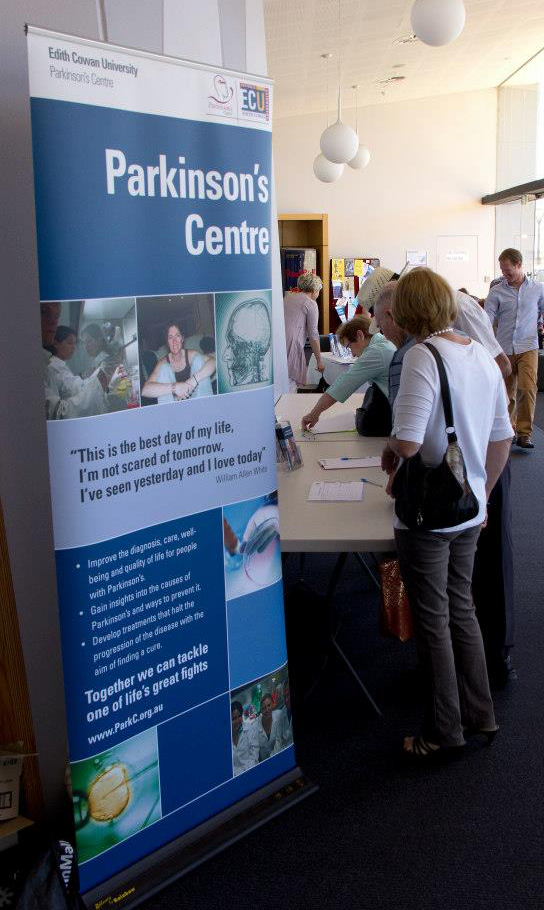 Edith Cowan University
Parkinson's Centre
ECU
Parkinson's
Centre
"This is the best day of my life,
I'm not scared of tomorrow,
I've seen yesterday and I love today"
William Allen White
• Improve the diagnosis, care, well-
being and quality of life for people
with Parkinson's.
• Gain insights into the causes of
Parkinson's and ways to prevent it.
• Develop treatments that halt the
progression of the disease with the
aim of finding a cure.
Together we can tackle
one of life's great fights
www.ParkC.org.au